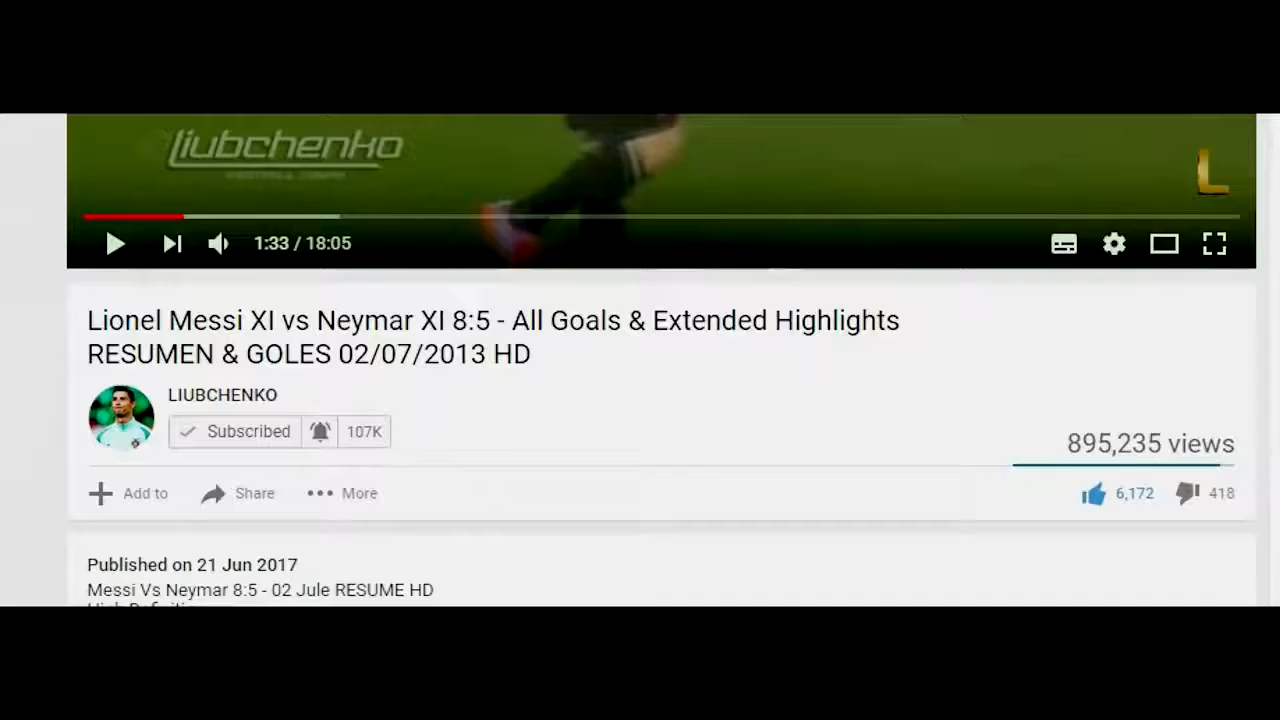 liubchenko
L
1:33 / 18:05
Lionel Messi XI vs Neymar XI 8:5 - All Goals & Extended Highlights
RESUMEN & GOLES 02/07/2013 HD
LIUBCHENKO
Subscribed 107K
895,235 views
Add to Share More 6,172 418
Published on 21 Jun 2017
Messi Vs Neymar 8:5 - 02 Jule RESUME HD